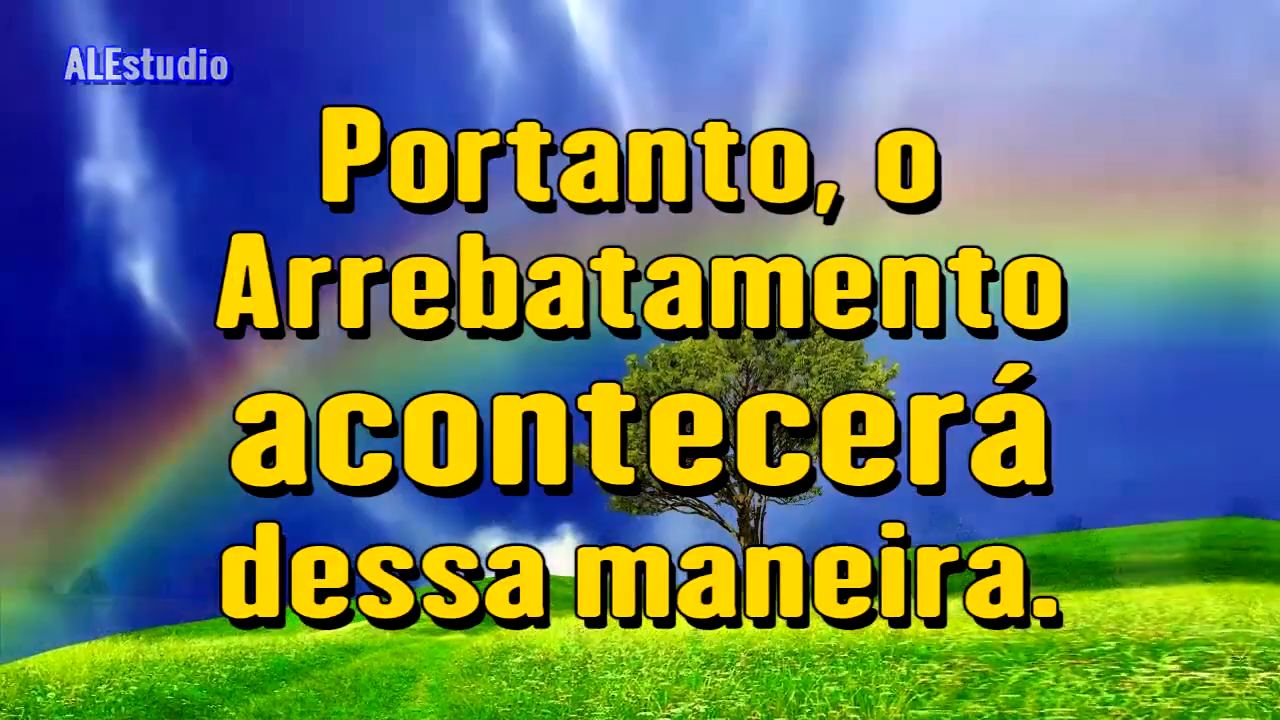 ALEstudio
Portanto, o
Arrebatamento
acontecerá
dessa maneira.